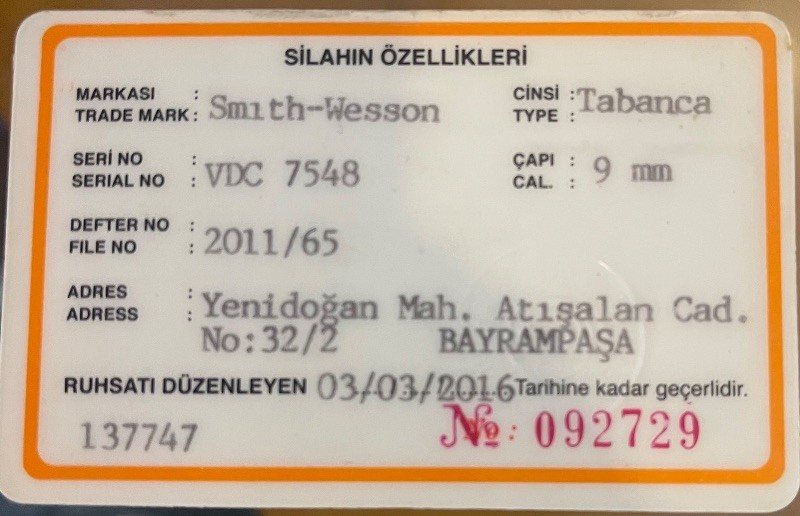 SİLAHIN ÖZELLİKLERİ
MARKASI :
TRADE MARK : Smıth-Wesson
CİNSİ :
TYPE : Tabanca
SERİ NO :
SERIAL NO : VDC 7548
ÇAPI :
CAL. : 9 mm
DEFTER NO :
FILE NO : 2011/65
ADRES :
ADRESS : Yenidoğan Mah. Atışalan Cad.
No:32/2 BAYRAMPAŞA
RUHSATI DÜZENLEYEN 03/03/2016 Tarihine kadar geçerlidir.
137747 No: 092729